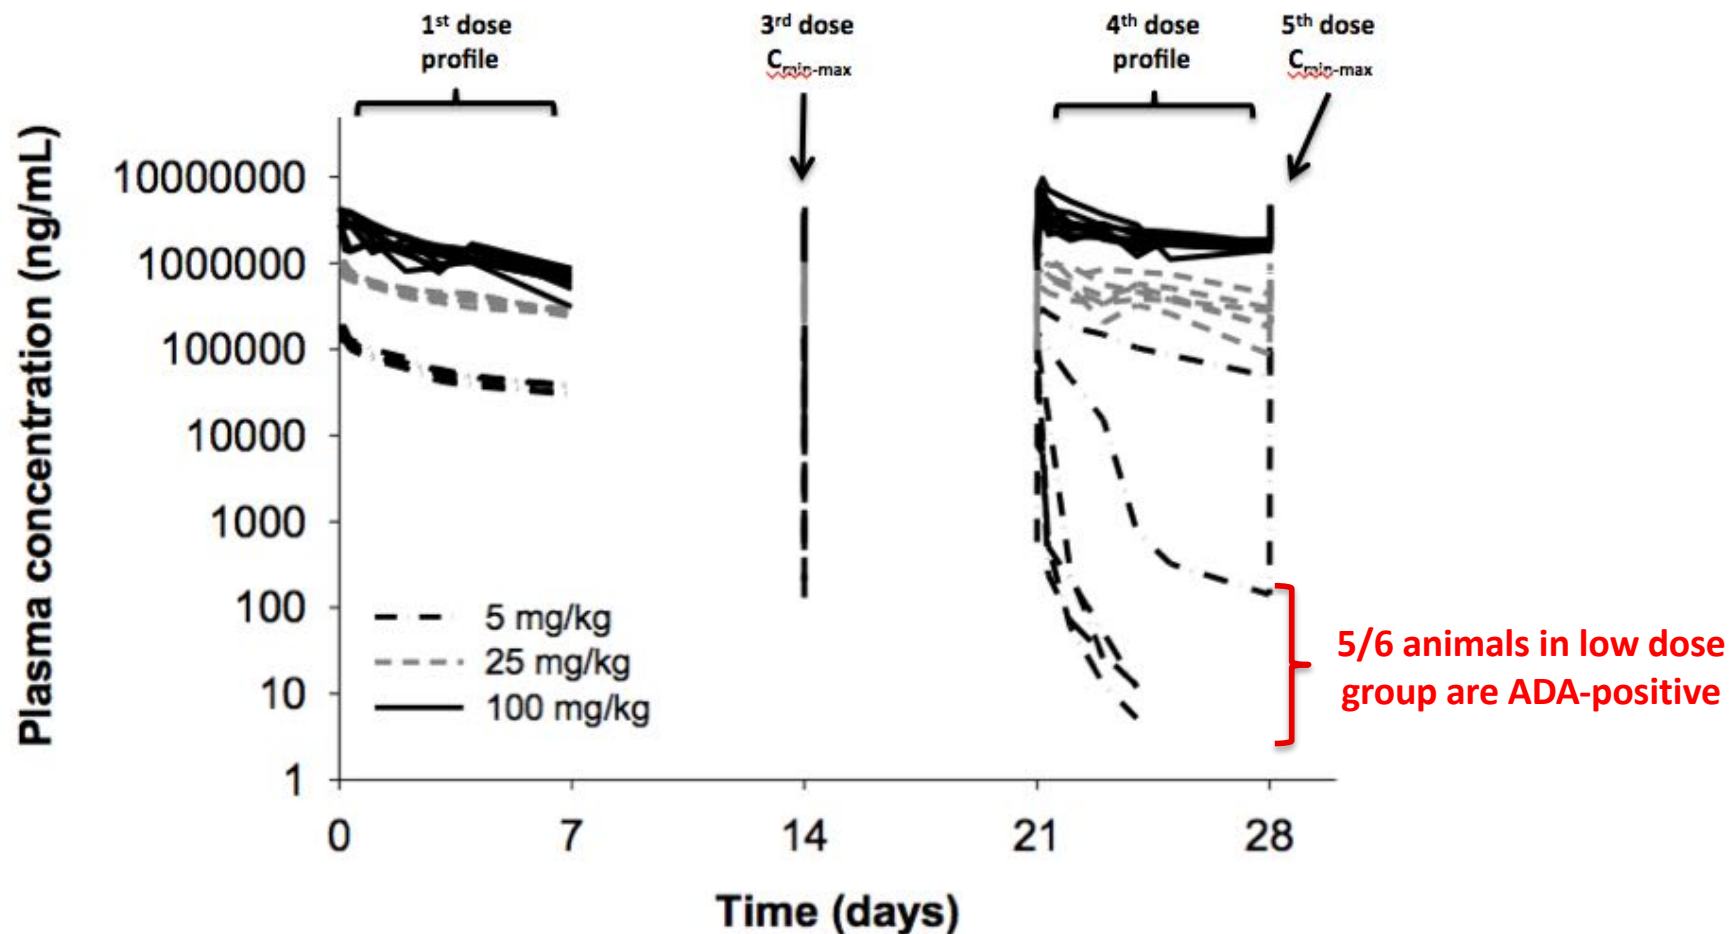 1st dose
profile
3rd dose
Cmin-max
4th dose
profile
5th dose
Cmin-max
Plasma concentration (ng/mL)
10000000
1000000
100000
10000
1000
100
10
1
5 mg/kg
25 mg/kg
100 mg/kg
5/6 animals in low dose
group are ADA-positive
0
7
14
21
28
Time (days)